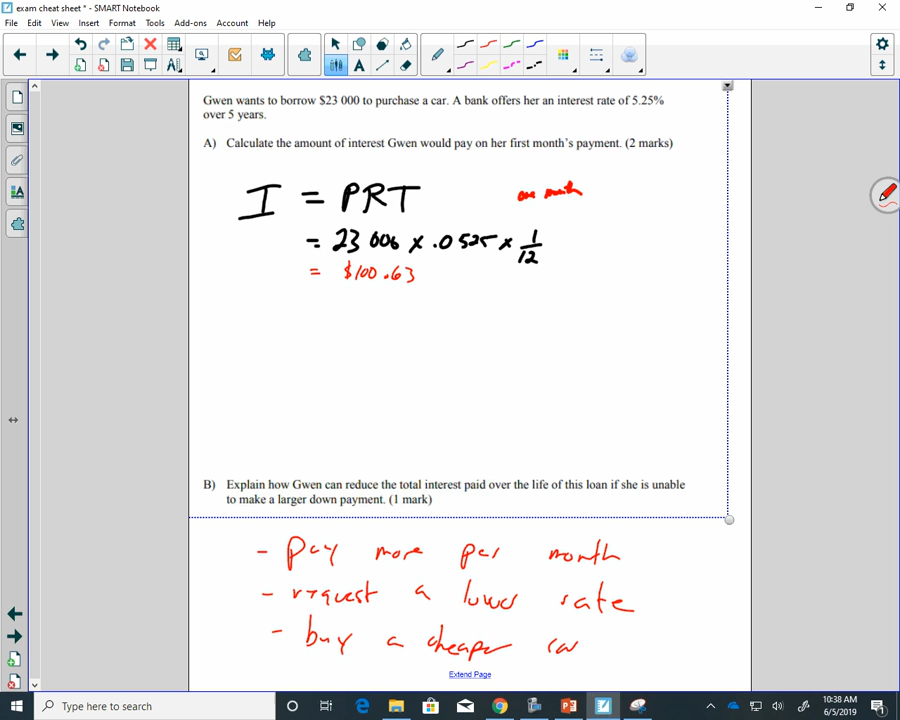 exam cheat sheet * - SMART Notebook
File Edit View Insert Format Tools Add-ons Account Help
Gwen wants to borrow $23 000 to purchase a car. A bank offers her an interest rate of 5.25%
over 5 years.
A) Calculate the amount of interest Gwen would pay on her first month's payment. (2 marks)
I = PRT
one month
= 23 000 x .0525 x 1/12
= $100.63
B) Explain how Gwen can reduce the total interest paid over the life of this loan if she is unable
to make a larger down payment. (1 mark)
- pay more per month
- request a lower rate
- buy a cheaper car
Extend Page
Type here to search
10:38 AM
6/5/2019
1